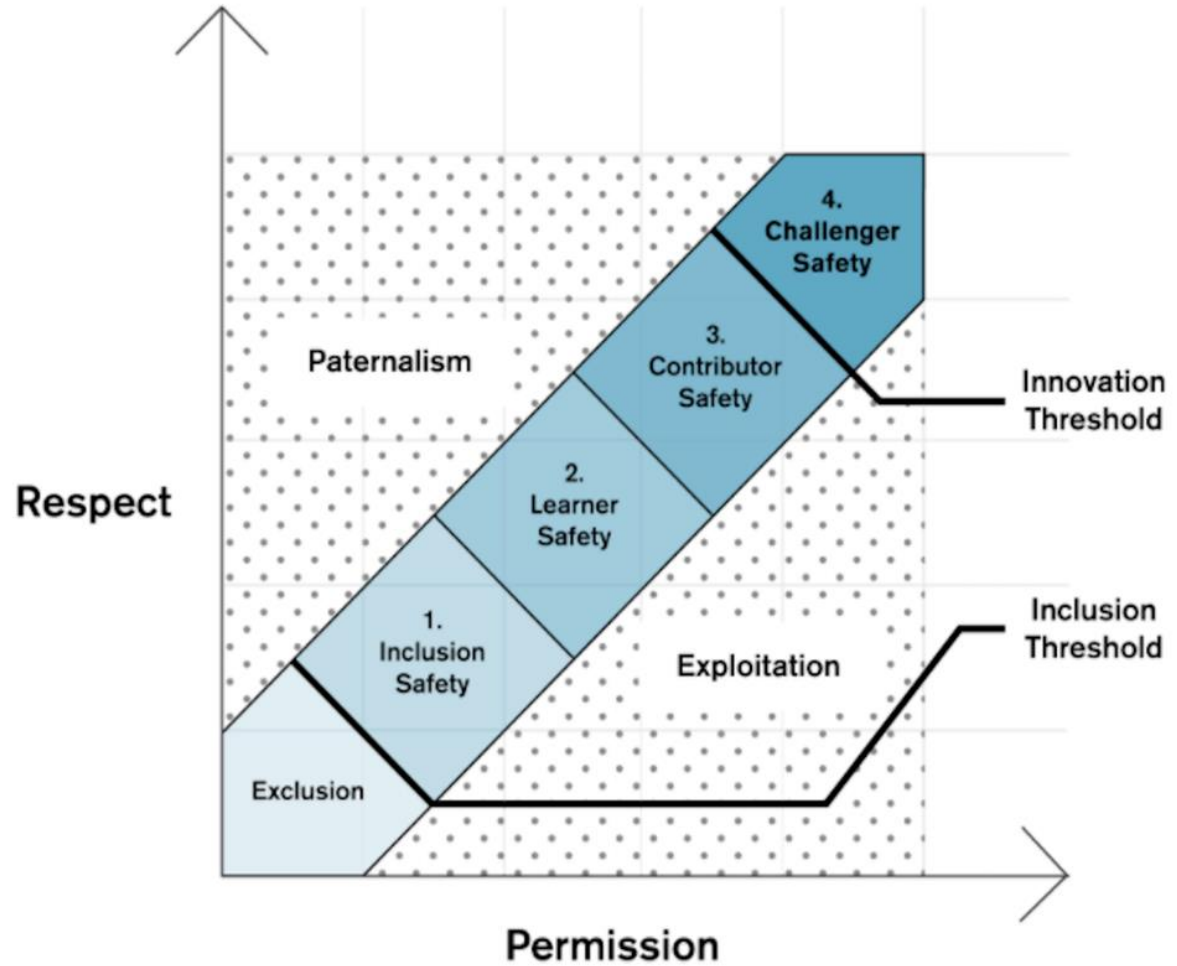 4.
Challenger
Safety
3.
Contributor
Safety
Paternalism
Innovation
Threshold
2.
Learner
Safety
Respect
1.
Inclusion
Safety
Inclusion
Threshold
Exploitation
Exclusion
Permission